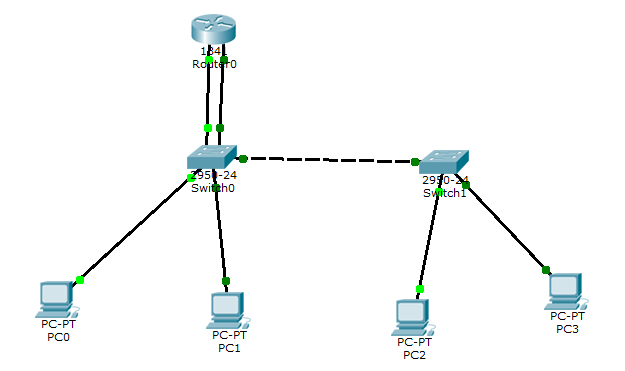 1841
Router0
2950-24
Switch0
2950-24
Switch1
PC-PT
PC0
PC-PT
PC1
PC-PT
PC2
PC-PT
PC3